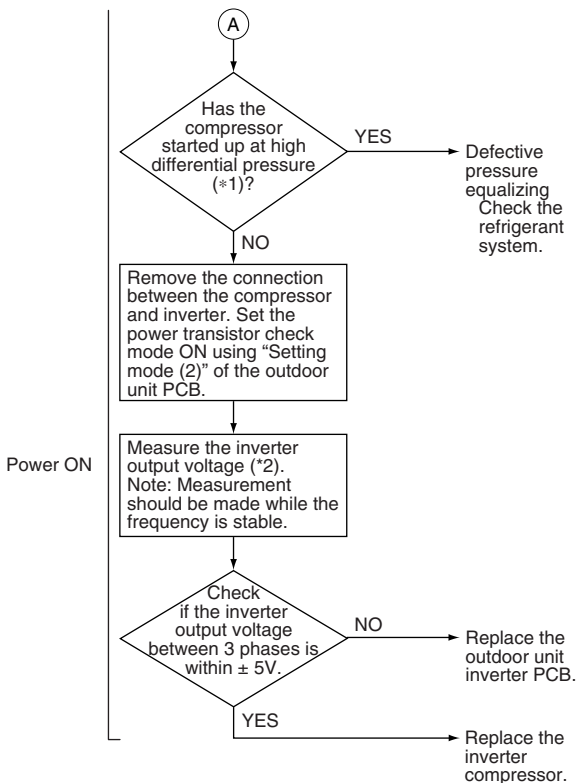 A
Has the
compressor
started up at high
differential pressure
(*1)?
YES
Defective
pressure
equalizing
Check the
refrigerant
system.
NO
Remove the connection
between the compressor
and inverter. Set the
power transistor check
mode ON using “Setting
mode (2)” of the outdoor
unit PCB.
Power ON
Measure the inverter
output voltage (*2).
Note: Measurement
should be made while the
frequency is stable.
Check
if the inverter
output voltage
between 3 phases is
within ± 5V.
NO
Replace the
outdoor unit
inverter PCB.
YES
Replace the
inverter
compressor.